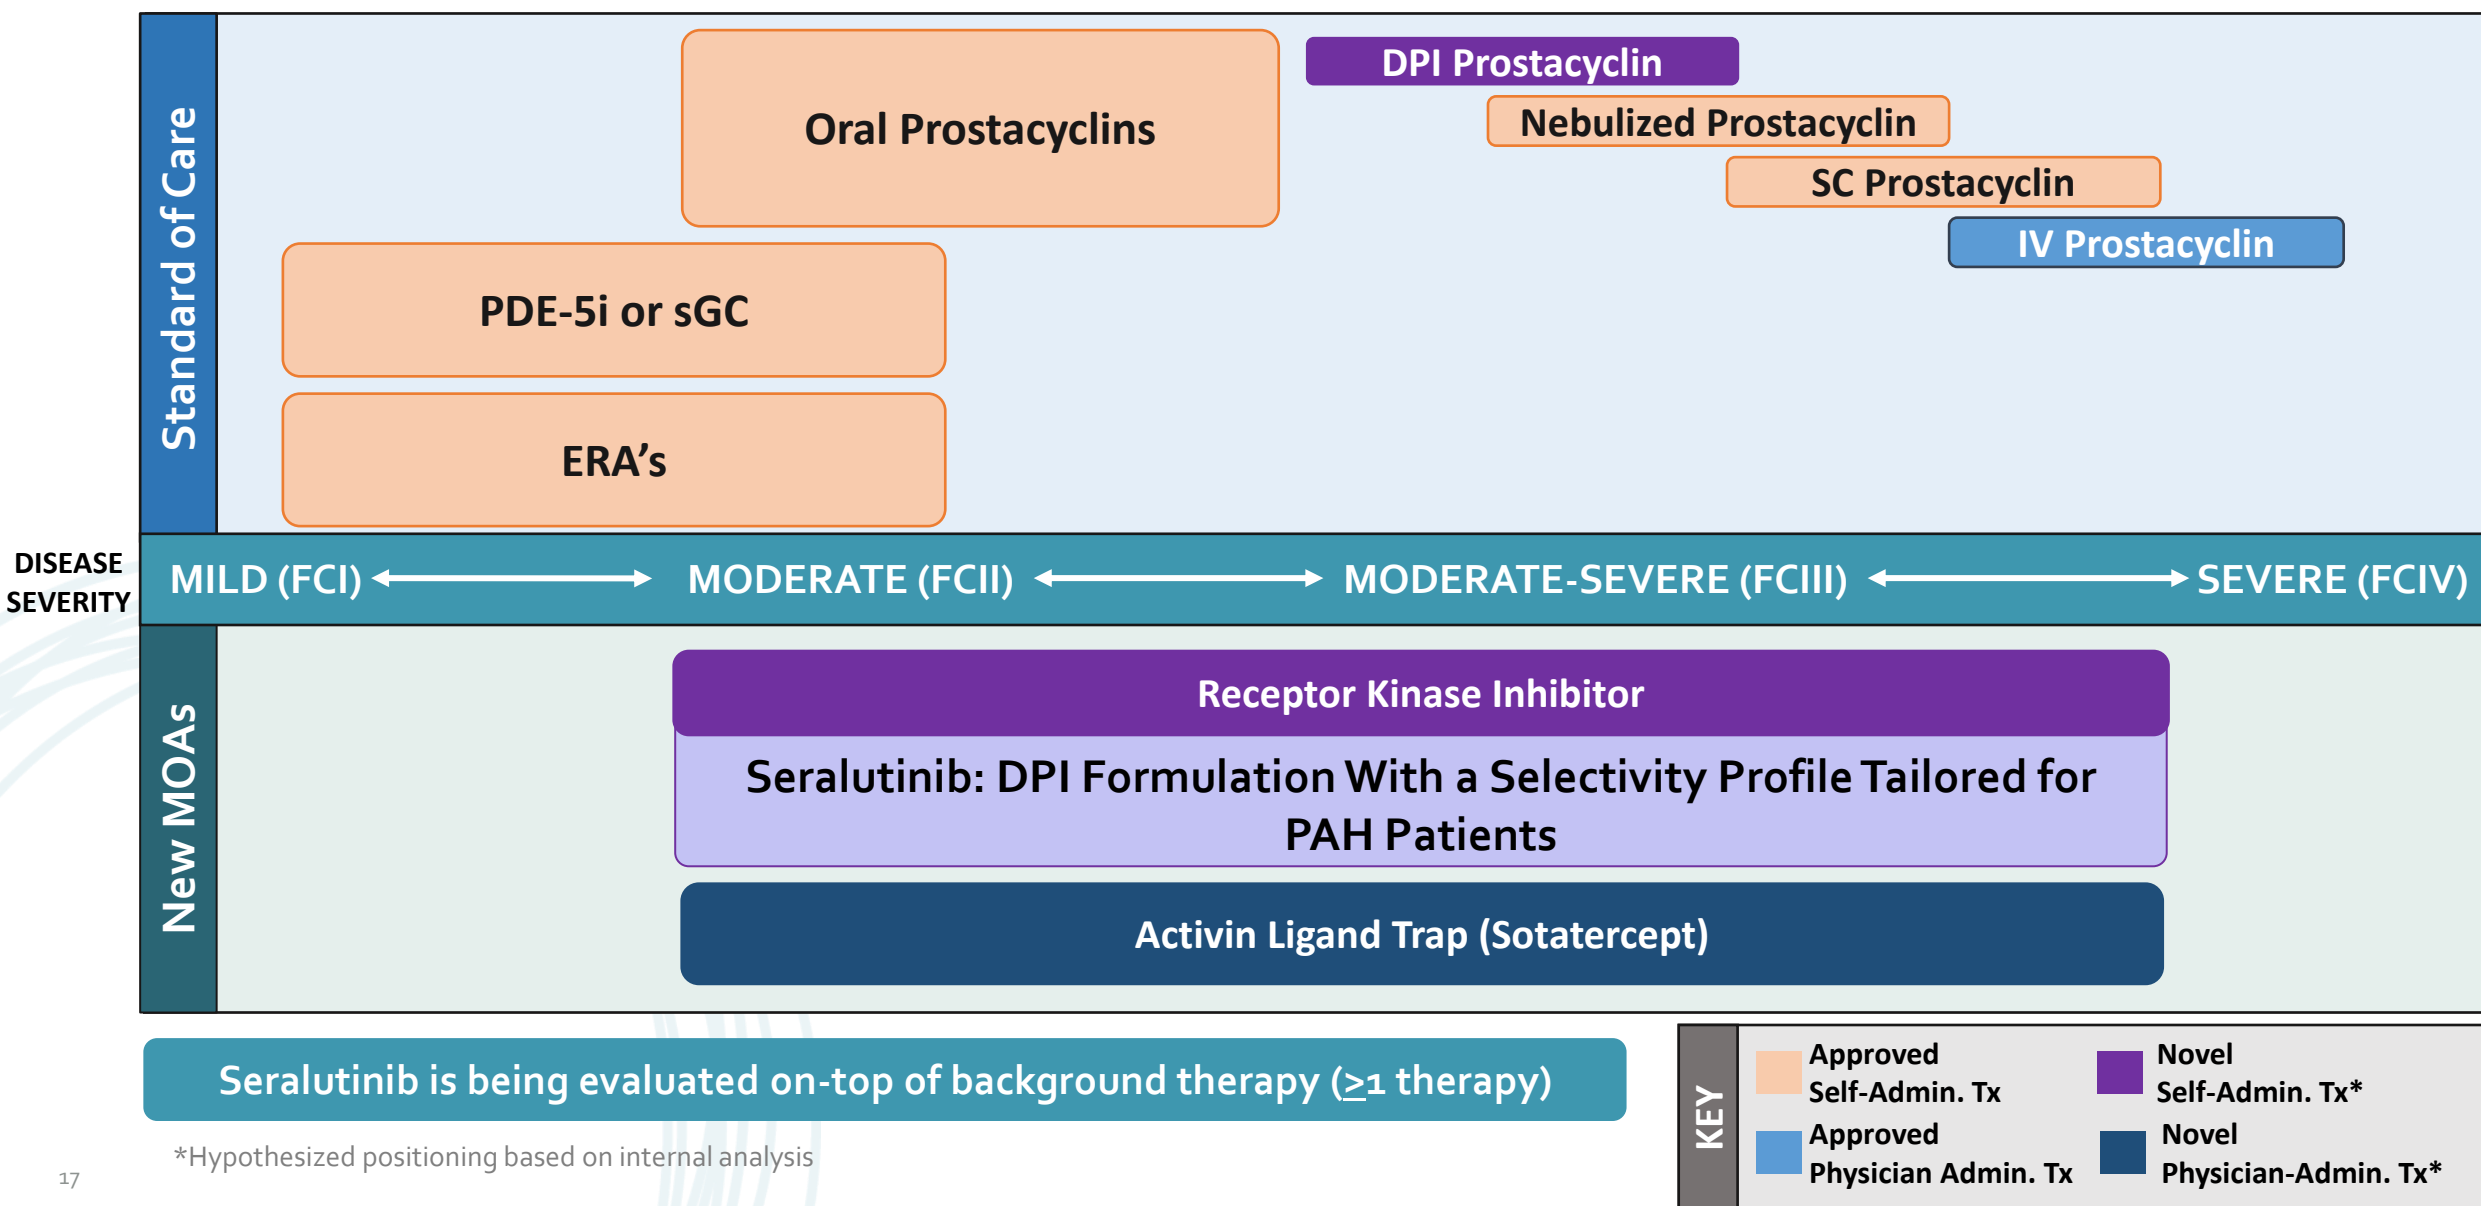 Standard of Care
Oral Prostacyclins
DPI Prostacyclin
Nebulized Prostacyclin
SC Prostacyclin
IV Prostacyclin
PDE-5i or sGC
ERA's
DISEASE
SEVERITY
MILD (FCI)
MODERATE (FCII)
MODERATE-SEVERE (FCIII)
SEVERE (FCIV)
New MOAs
Receptor Kinase Inhibitor
Seralutinib: DPI Formulation With a Selectivity Profile Tailored for
PAH Patients
Activin Ligand Trap (Sotatercept)
Seralutinib is being evaluated on-top of background therapy (≥1 therapy)
*Hypothesized positioning based on internal analysis
17
KEY
Approved
Self-Admin. Tx
Novel
Self-Admin. Tx*
Approved
Physician Admin. Tx
Novel
Physician-Admin. Tx*